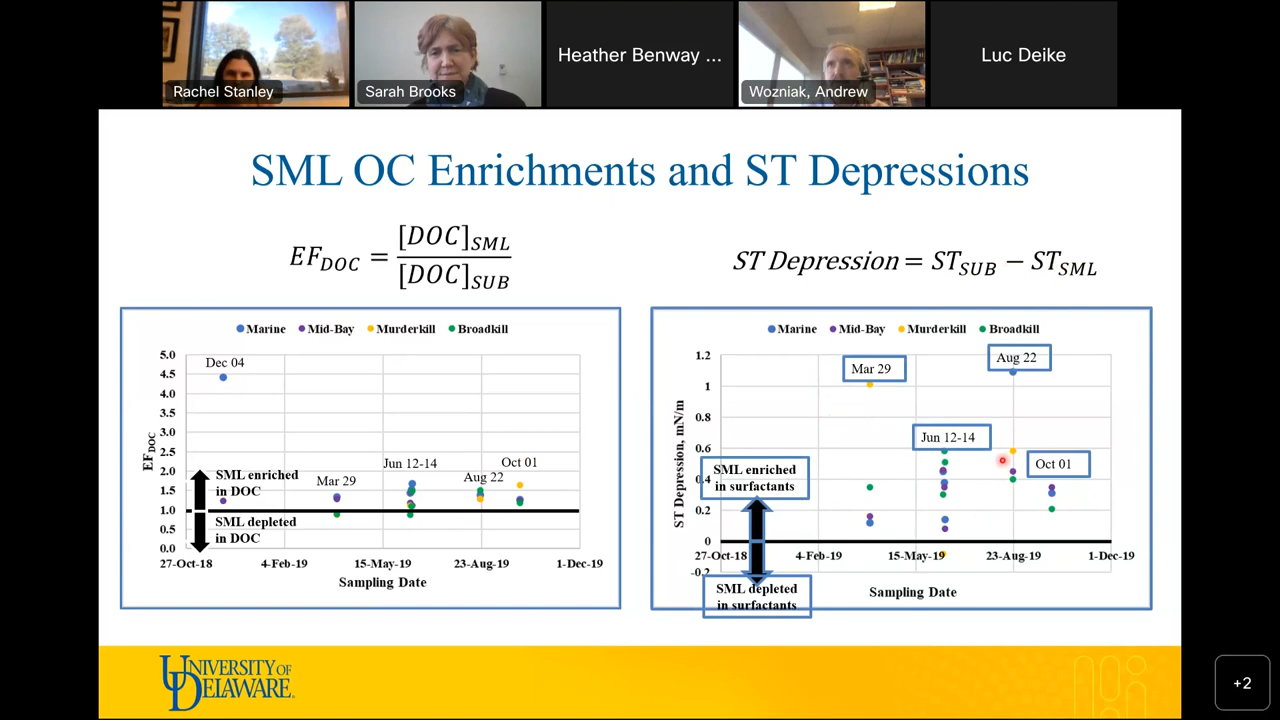 Rachel Stanley
Sarah Brooks
Heather Benway ...
Wozniak, Andrew
Luc Deike
SML OC Enrichments and ST Depressions
EF_DOC = [DOC]_SML / [DOC]_SUB
ST Depression = ST_SUB − ST_SML
Marine Mid-Bay Murderkill Broadkill
5.0
4.5
4.0
3.5
3.0
2.5
2.0
1.5
1.0
0.5
0.0
EF_DOC
Dec 04
Mar 29
Jun 12-14
Aug 22
Oct 01
SML enriched
in DOC
SML depleted
in DOC
27-Oct-18 4-Feb-19 15-May-19 23-Aug-19 1-Dec-19
Sampling Date
Marine Mid-Bay Murderkill Broadkill
1.2
1
0.8
0.6
0.4
0.2
0
-0.2
ST Depression, mN/m
Mar 29
Aug 22
Jun 12-14
Oct 01
SML enriched
in surfactants
27-Oct-18 4-Feb-19 15-May-19 23-Aug-19 1-Dec-19
SML depleted
in surfactants
Sampling Date
UNIVERSITY OF
DELAWARE
+2